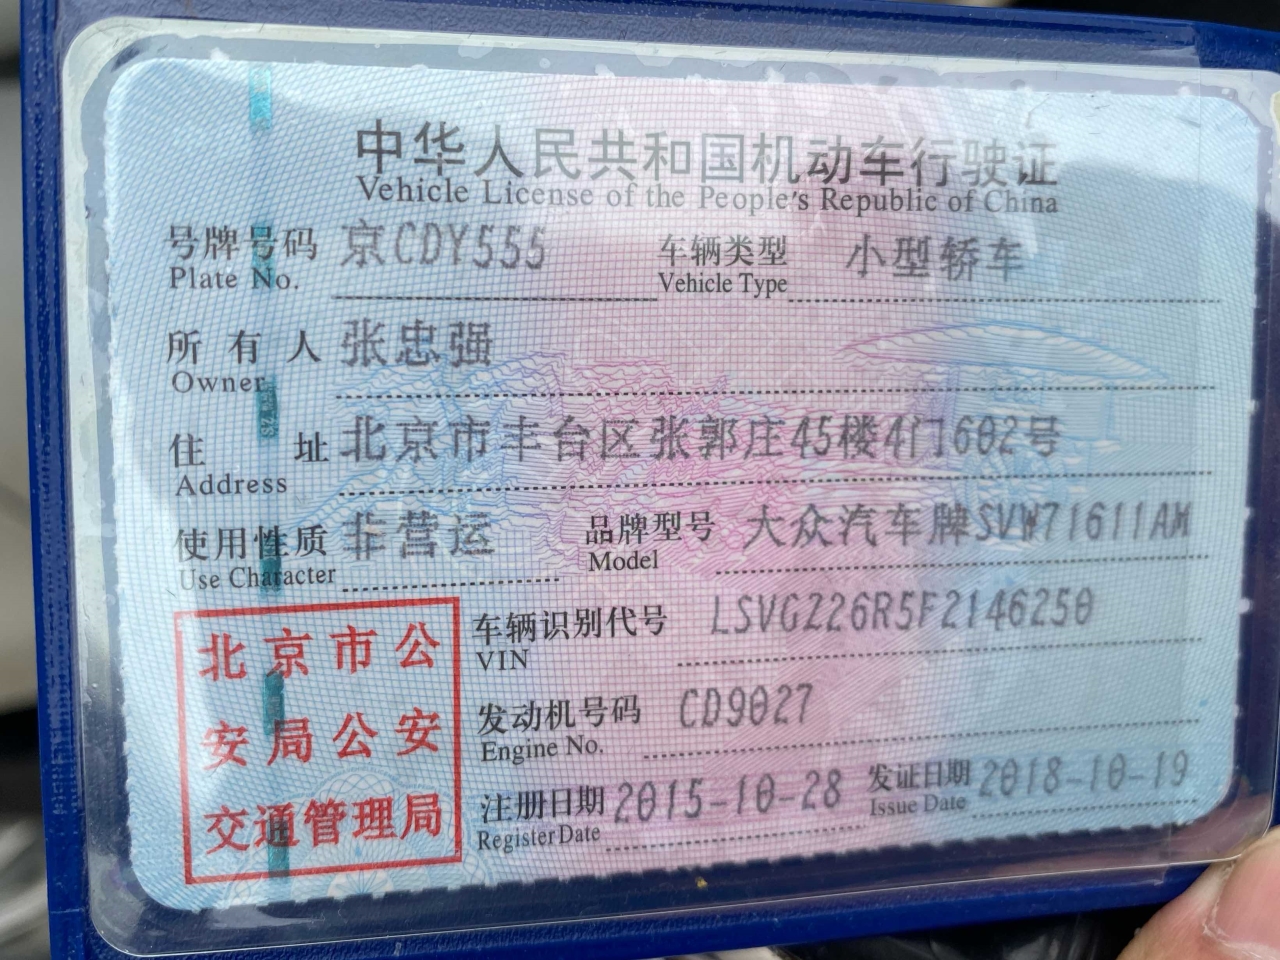 中华人民共和国机动车行驶证
Vehicle License of the People's Republic of China
号牌号码 京CDY555 车辆类型 小型轿车
Plate No. Vehicle Type
所有人 张忠强
Owner
住址 北京市丰台区张郭庄45楼4门602号
Address
使用性质 非营运 品牌型号 大众汽车牌SVW71611AM
Use Character Model
车辆识别代号 LSVGZ26R5F2146250
VIN
发动机号码 CD9027
Engine No.
注册日期 2015-10-28 发证日期 2018-10-19
Register Date Issue Date
北京市公
安局公安
交通管理局